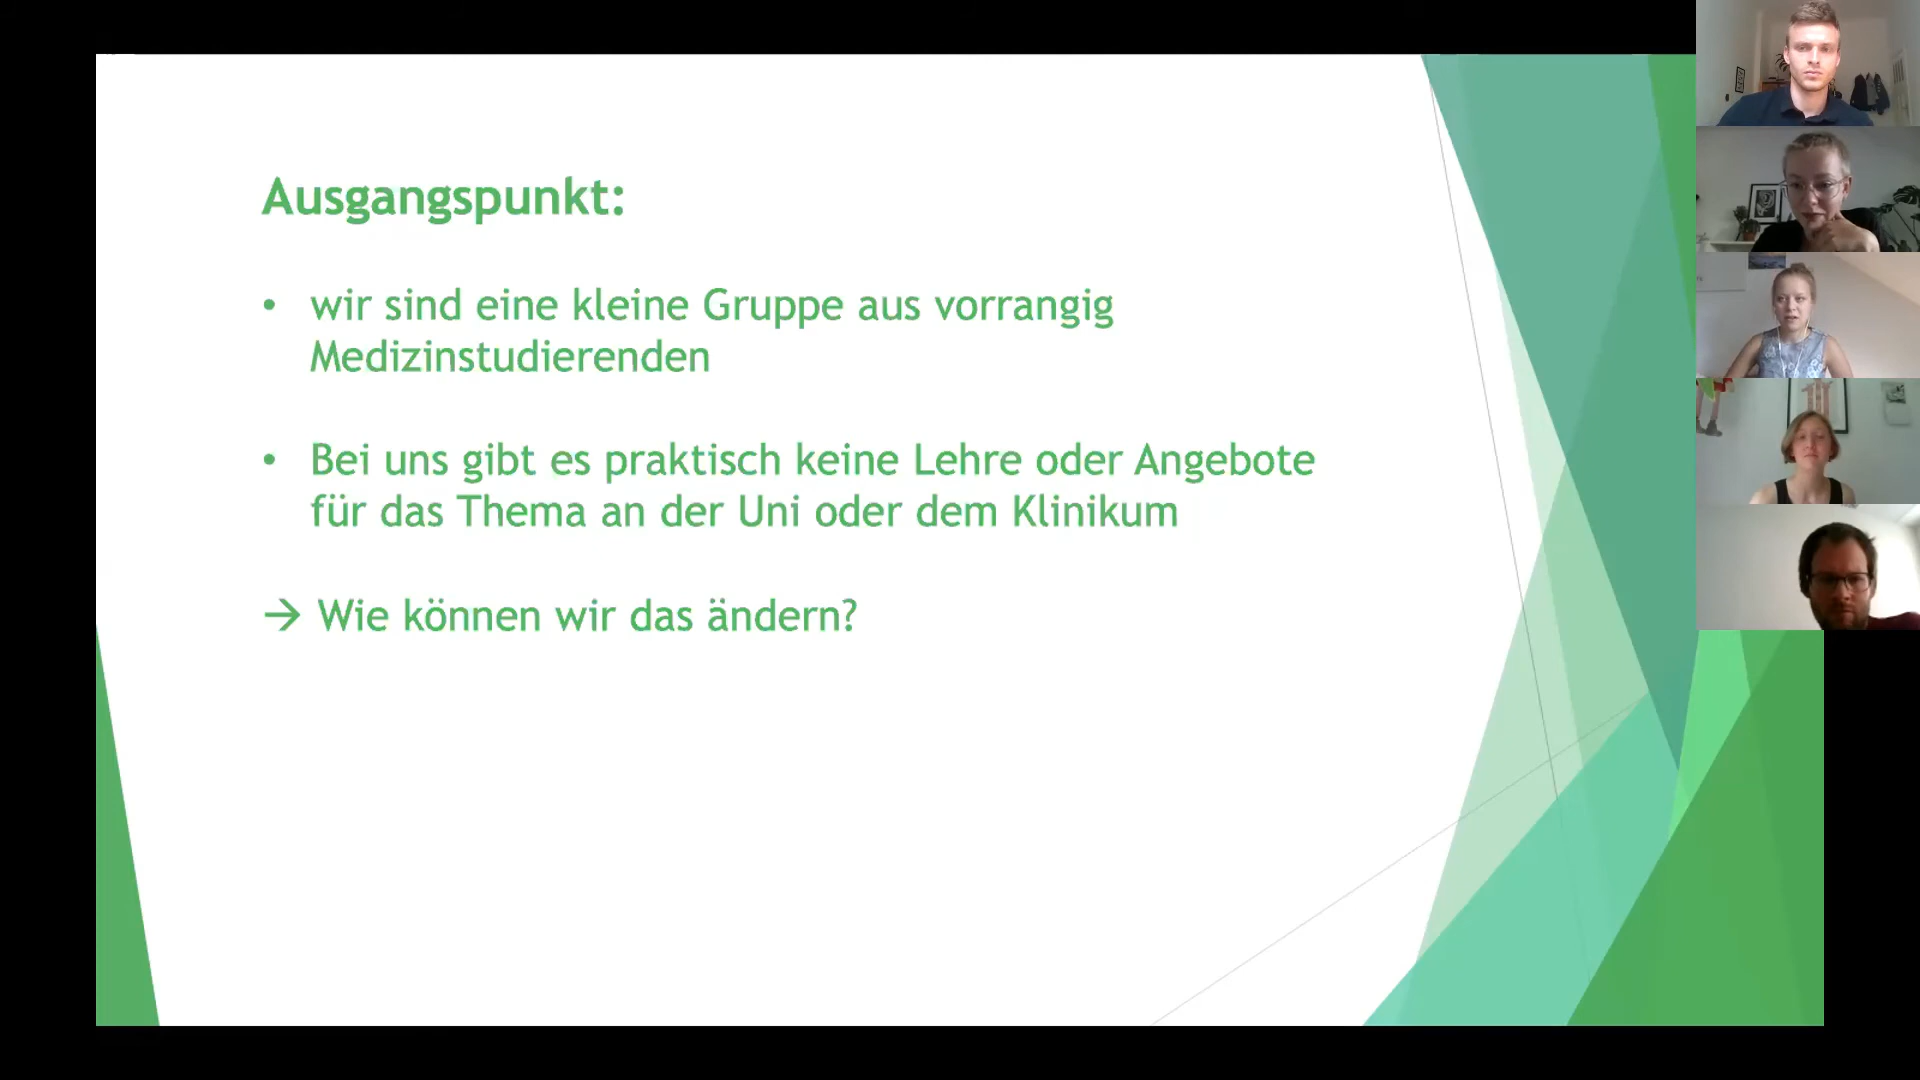 Ausgangspunkt:
• wir sind eine kleine Gruppe aus vorrangig
Medizinstudierenden
• Bei uns gibt es praktisch keine Lehre oder Angebote
für das Thema an der Uni oder dem Klinikum
→ Wie können wir das ändern?